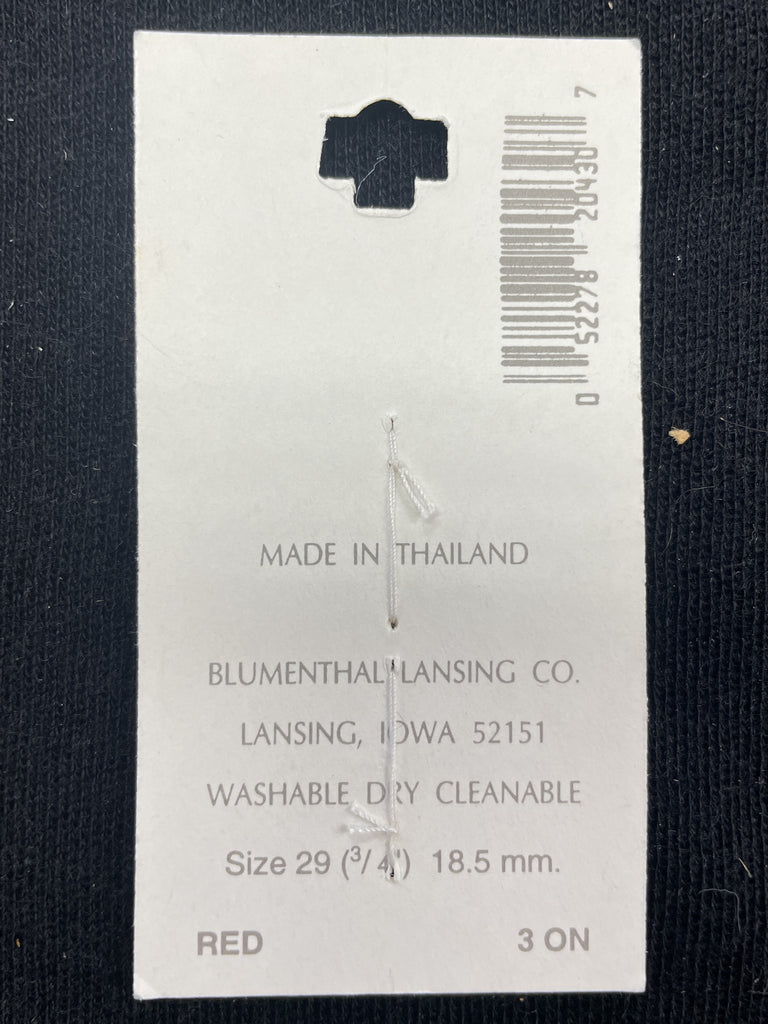 0 52278 20430 7
MADE IN THAILAND
BLUMENTHAL LANSING CO.
LANSING, IOWA 52151
WASHABLE DRY CLEANABLE
Size 29 (3/4") 18.5 mm.
RED 3 ON